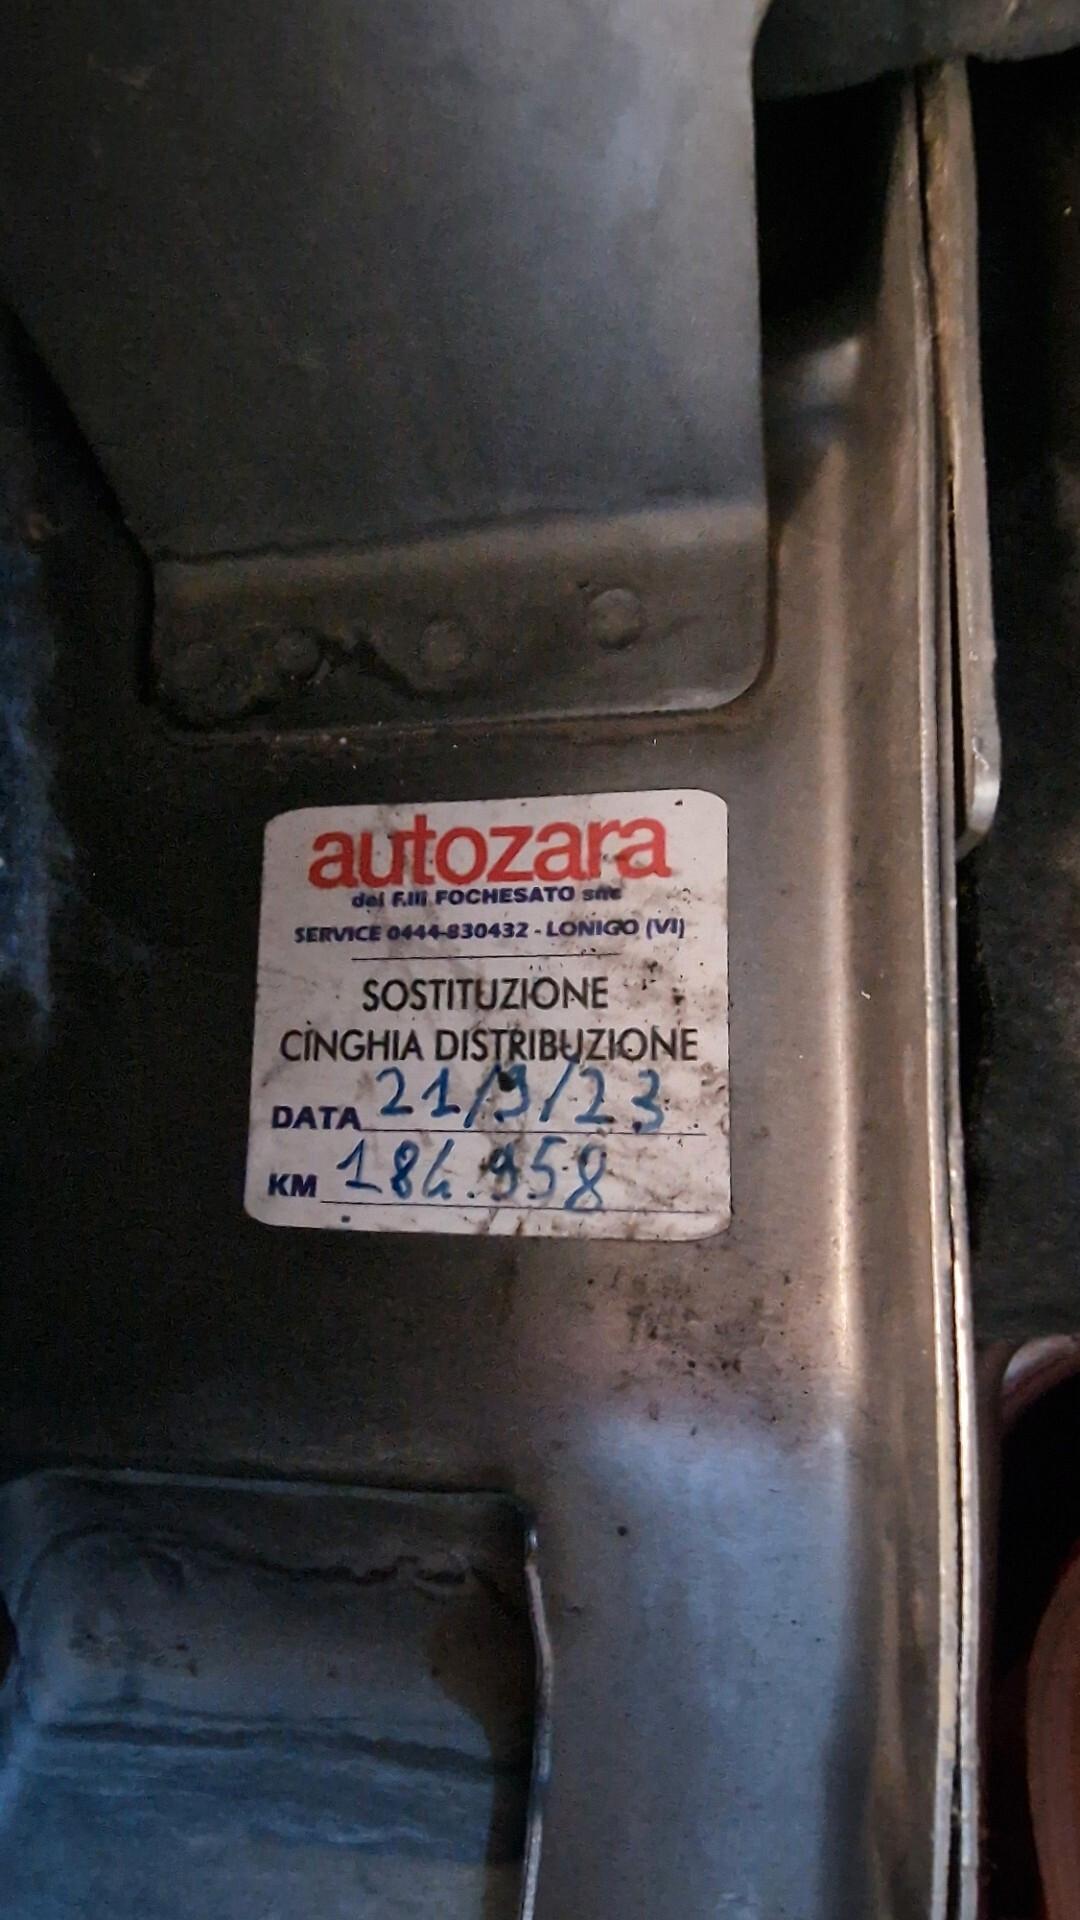 autozara
dei F.lli FOCHESATO snc
SERVICE 0444-830432 - LONIGO (VI)
SOSTITUZIONE
CINGHIA DISTRIBUZIONE
DATA 21/9/23
KM 184.958